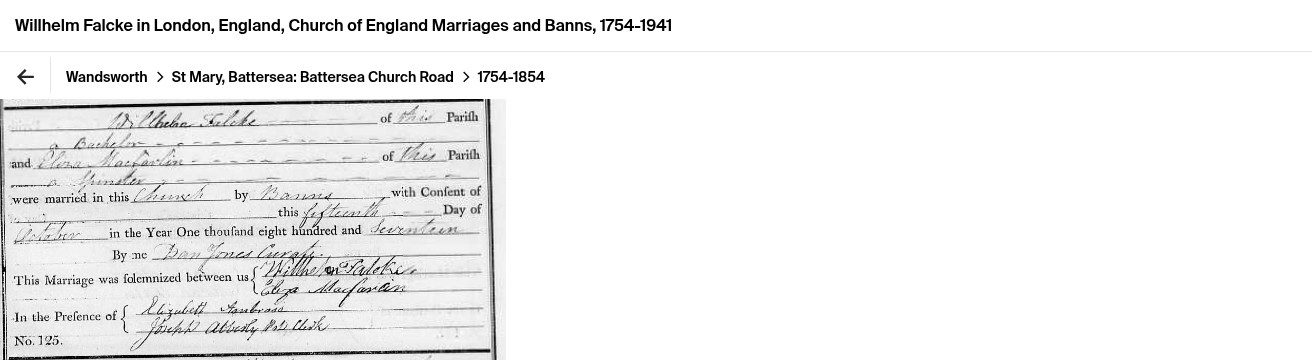 Willhelm Falcke in London, England, Church of England Marriages and Banns, 1754-1941
Wandsworth > St Mary, Battersea: Battersea Church Road > 1754-1854
Willhelm Falcke of this Pariſh
a Bachelor
and Eliza Macfarlin of this Pariſh
a Spinster
were married in this Church by Banns with Conſent of
this fifteenth Day of
October in the Year One thouſand eight hundred and seventeen
By me Dan Jones Curate
This Marriage was ſolemnized between us { Willhelm Falcke
Eliza Macfarlin
In the Preſence of { Elizabeth
Joseph Clerk
No. 125.